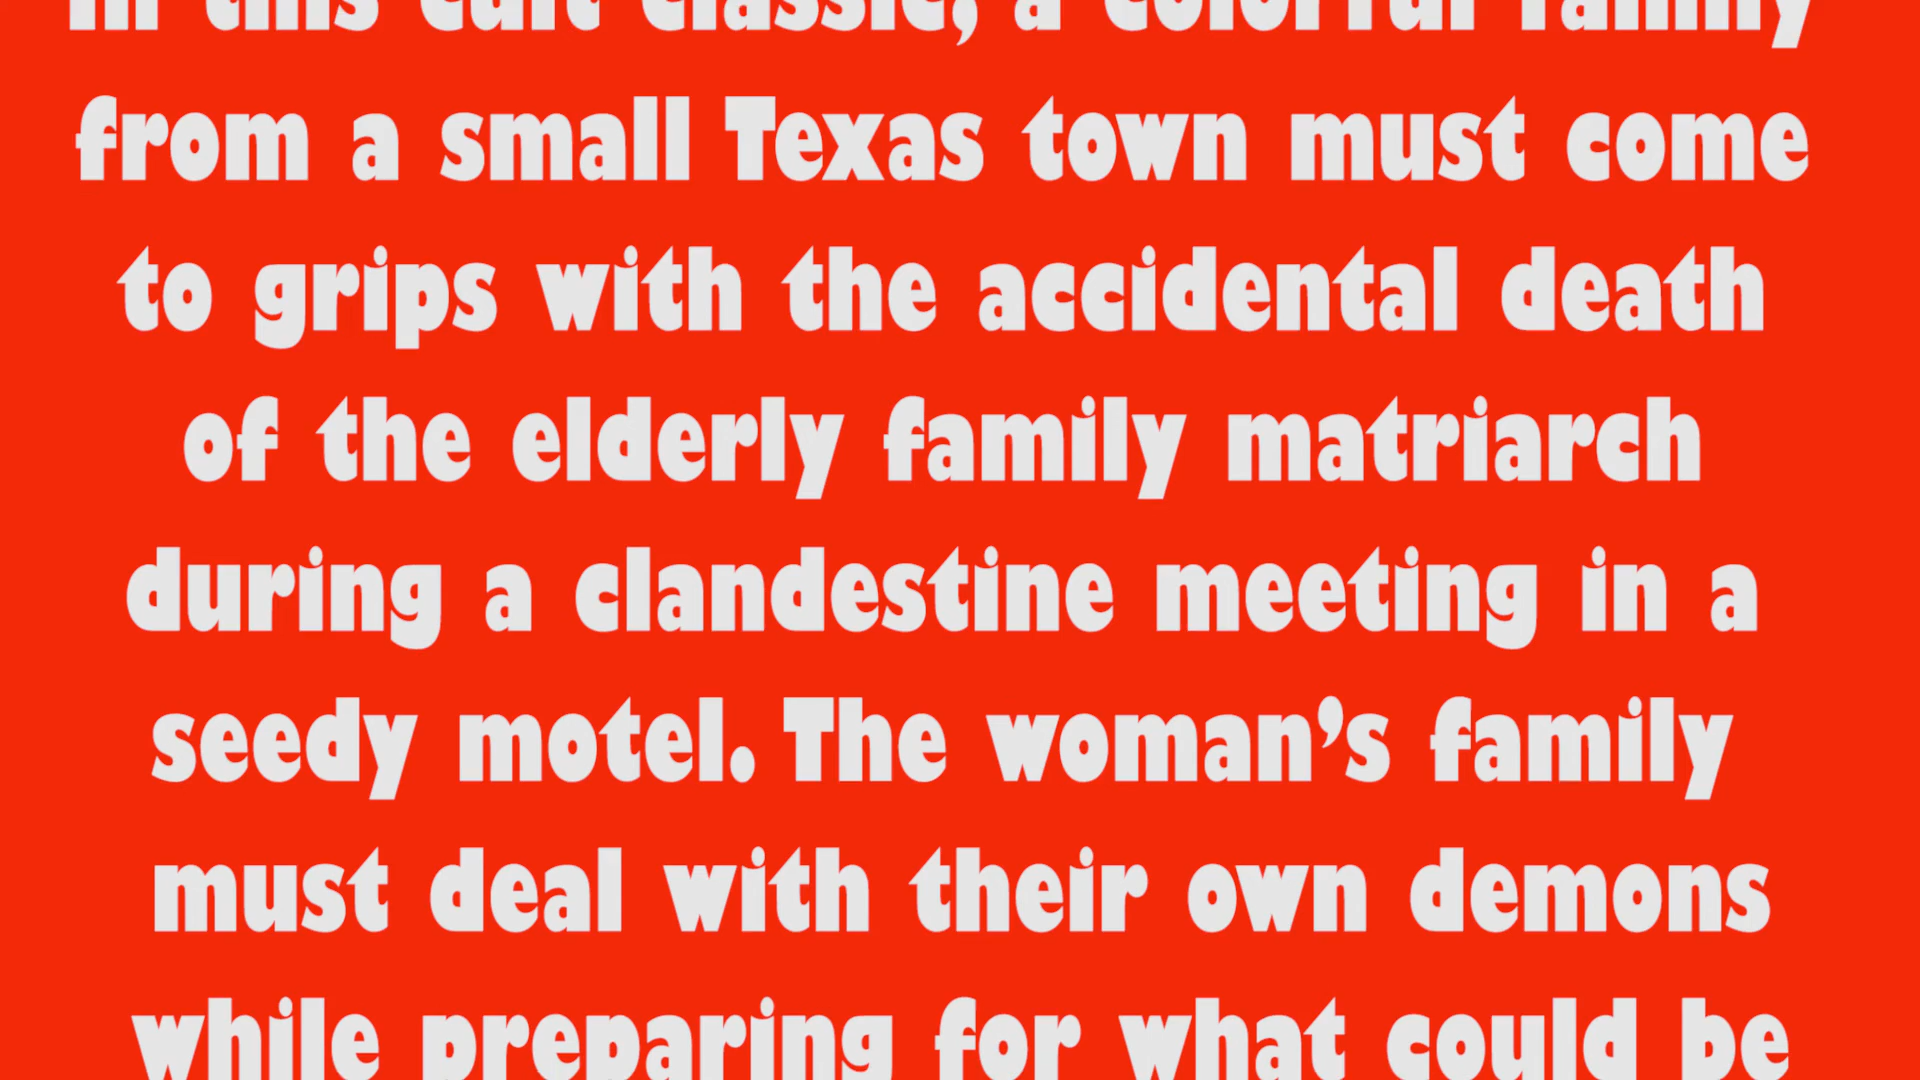 in this cult classic, a colorful family
from a small Texas town must come
to grips with the accidental death
of the elderly family matriarch
during a clandestine meeting in a
seedy motel. The woman’s family
must deal with their own demons
while preparing for what could be